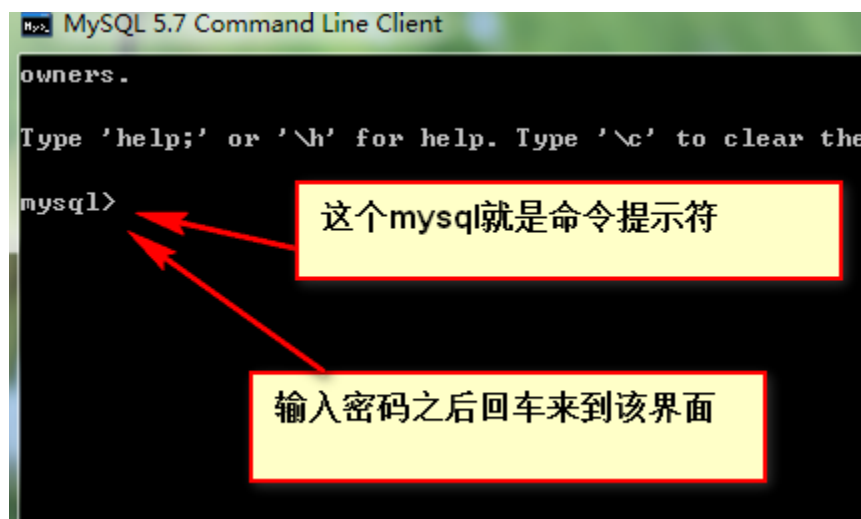 MySQL 5.7 Command Line Client
owners.
Type 'help;' or '\h' for help. Type '\c' to clear the
mysql>
这个mysql就是命令提示符
输入密码之后回车来到该界面